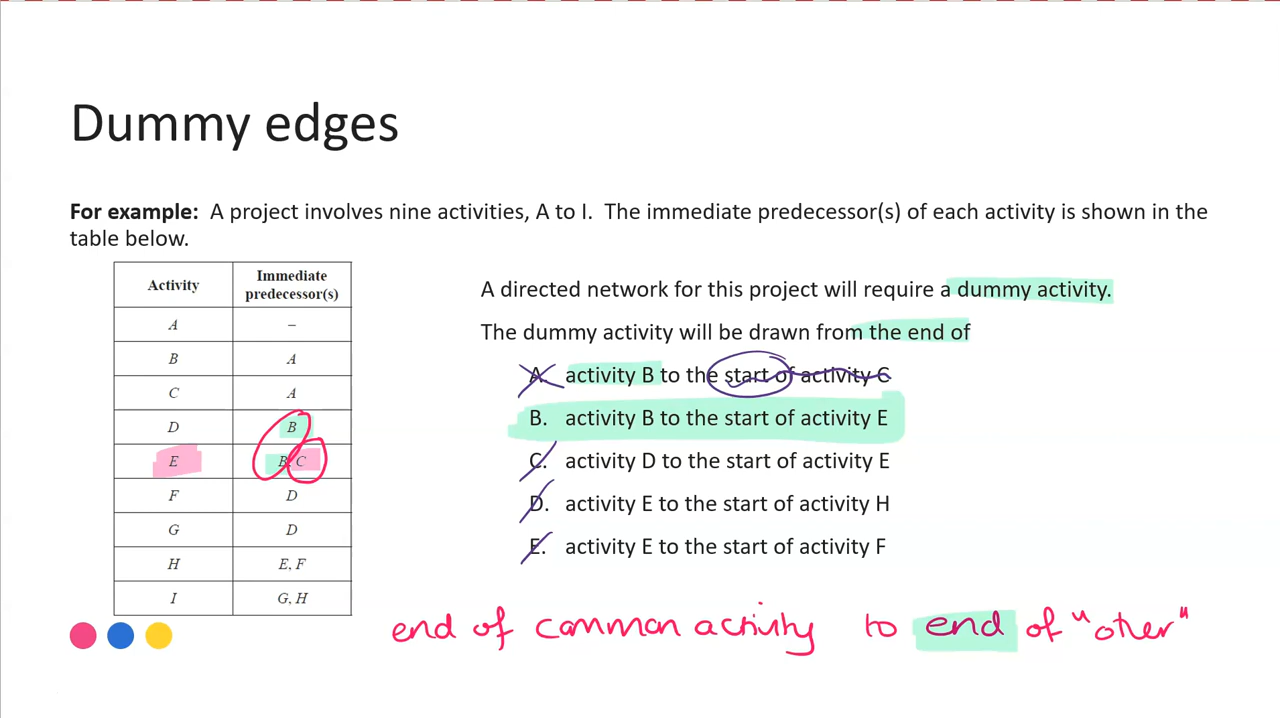 Dummy edges
For example: A project involves nine activities, A to I. The immediate predecessor(s) of each activity is shown in the
table below.
Activity Immediate predecessor(s)
A –
B A
C A
D B
E B, C
F D
G D
H E, F
I G, H
A directed network for this project will require a dummy activity.
The dummy activity will be drawn from the end of
A. activity B to the start of activity C
B. activity B to the start of activity E
C. activity D to the start of activity E
D. activity E to the start of activity H
E. activity E to the start of activity F
end of common activity to end of "other"